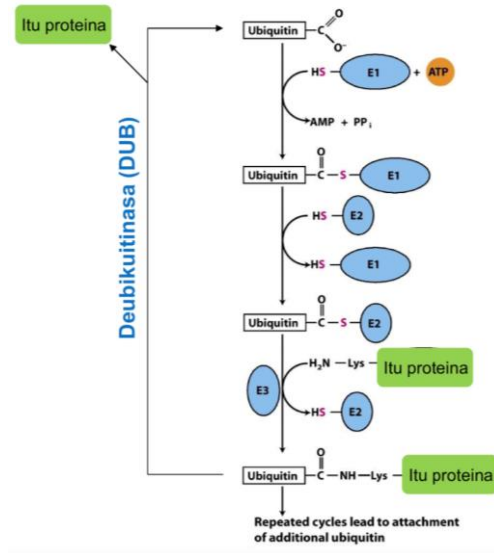 Itu proteina
Ubiquitin C O O⁻
HS E1 + ATP
AMP + PPi
Deubikuitinasa (DUB)
O
Ubiquitin C S E1
HS E2
HS E1
O
Ubiquitin C S E2
H₂N Lys Itu proteina
E3
HS E2
O
Ubiquitin C NH Lys Itu proteina
Repeated cycles lead to attachment
of additional ubiquitin